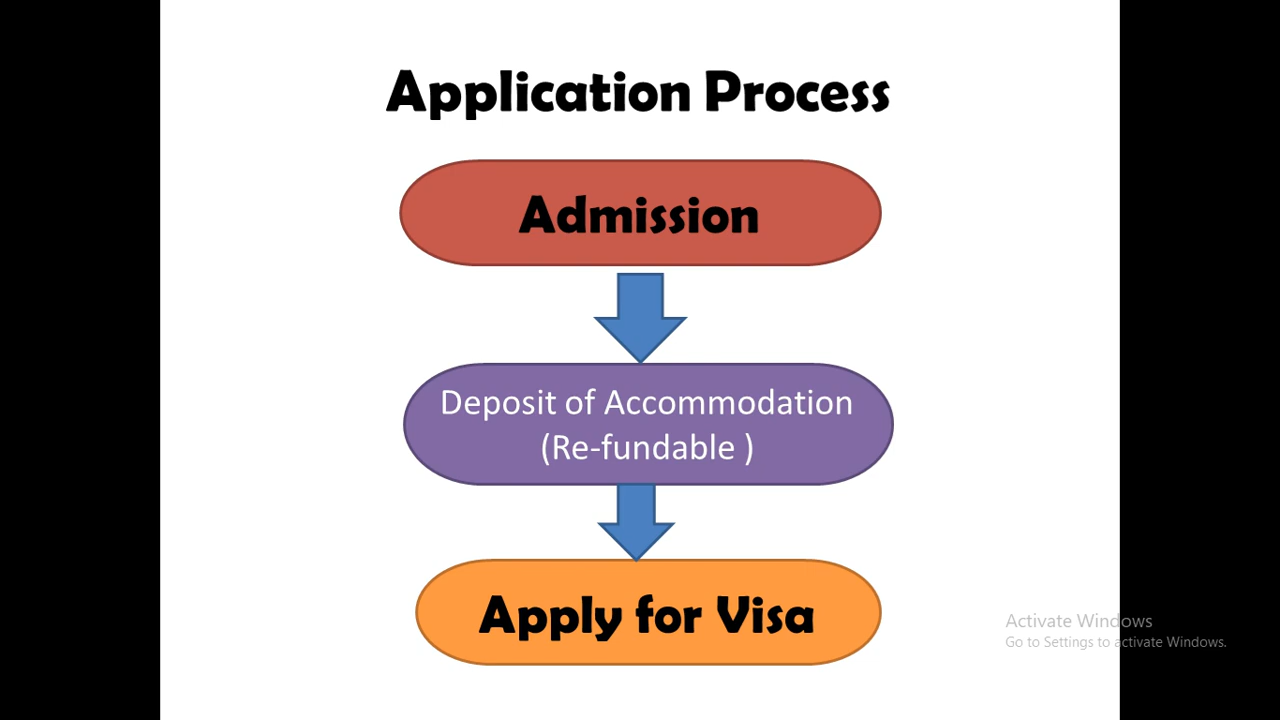 Application Process
Admission
Deposit of Accommodation
(Re-fundable )
Apply for Visa
Activate Windows
Go to Settings to activate Windows.